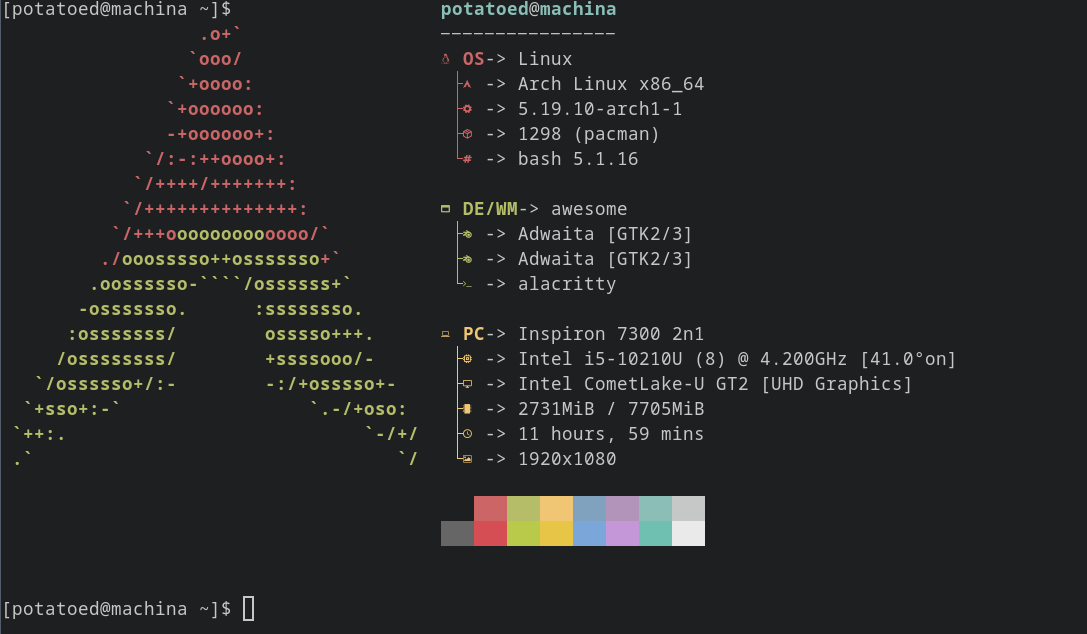 [potatoed@machina ~]$
potatoed@machina
----------------
OS-> Linux
-> Arch Linux x86_64
-> 5.19.10-arch1-1
-> 1298 (pacman)
# -> bash 5.1.16
DE/WM-> awesome
-> Adwaita [GTK2/3]
-> Adwaita [GTK2/3]
>_ -> alacritty
PC-> Inspiron 7300 2n1
-> Intel i5-10210U (8) @ 4.200GHz [41.0°on]
-> Intel CometLake-U GT2 [UHD Graphics]
-> 2731MiB / 7705MiB
-> 11 hours, 59 mins
-> 1920x1080
.o+`
`ooo/
`+oooo:
`+oooooo:
-+oooooo+:
`/:-:++oooo+:
`/++++/+++++++:
`/++++++++++++++:
`/+++ooooooooooooo/`
./ooosssso++osssssso+`
.oossssso-````/ossssss+`
-osssssso. :ssssssso.
:osssssss/ osssso+++.
/ossssssss/ +ssssooo/-
`/ossssso+/:- -:/+osssso+-
`+sso+:-` `.-/+oso:
`++:. `-/+/
.` `/
[potatoed@machina ~]$